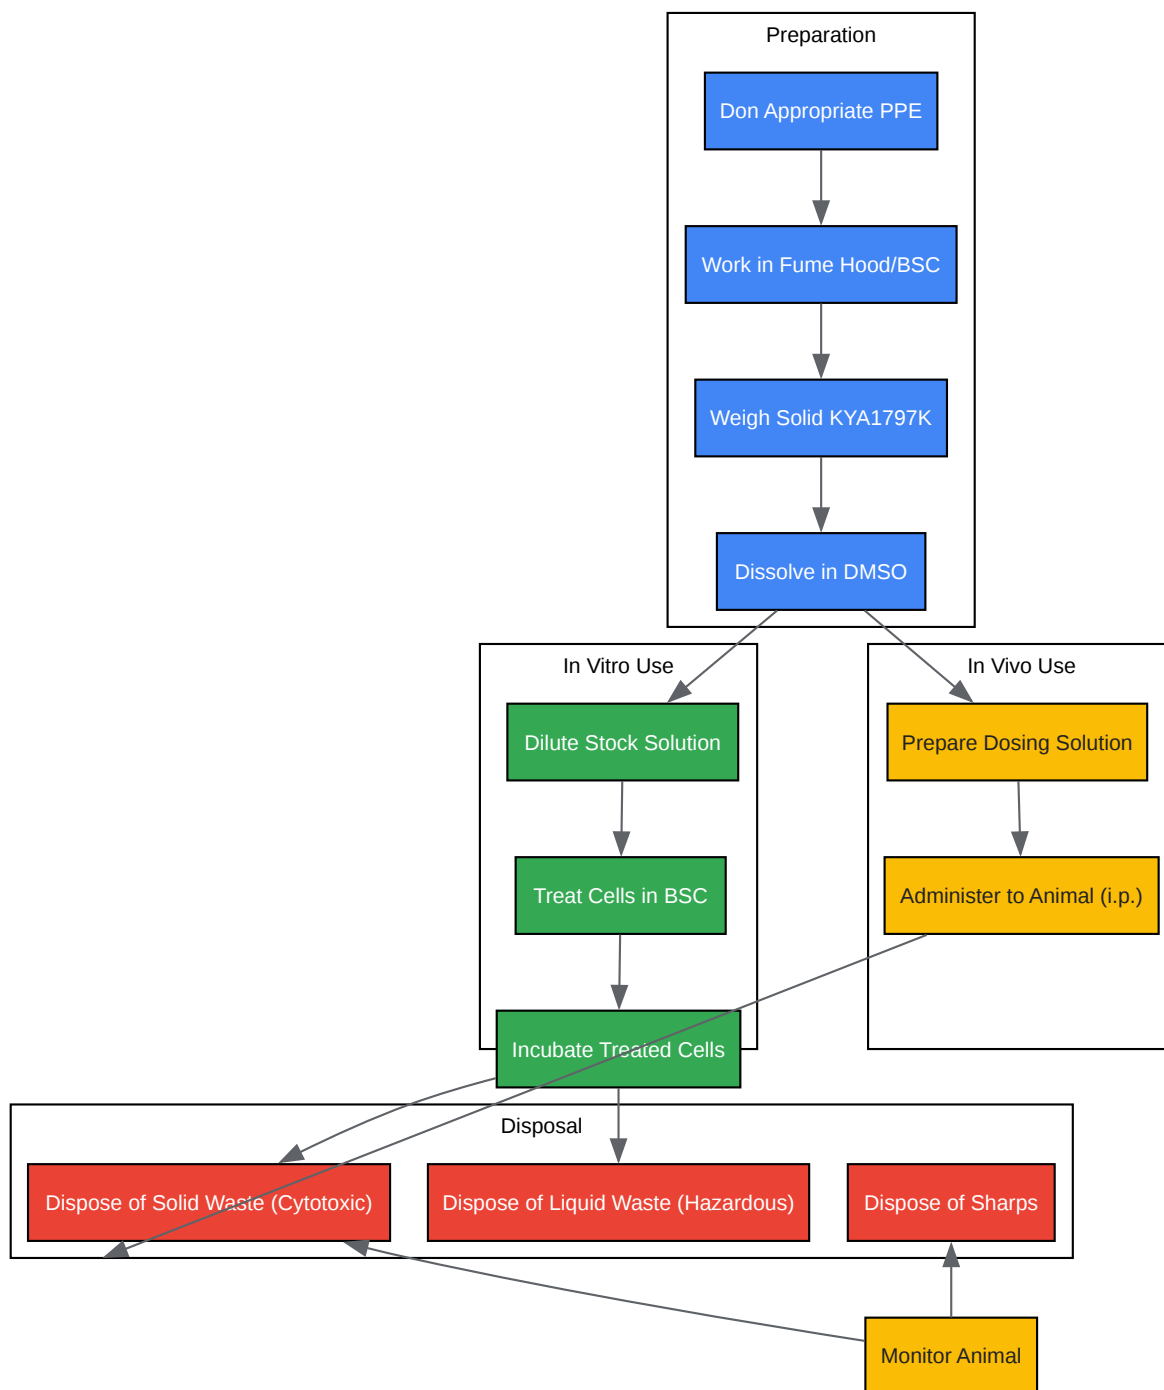 Preparation
Don Appropriate PPE
Work in Fume Hood/BSC
Weigh Solid KYA1797K
Dissolve in DMSO
In Vitro Use
Dilute Stock Solution
Treat Cells in BSC
Incubate Treated Cells
In Vivo Use
Prepare Dosing Solution
Administer to Animal (i.p.)
Disposal
Dispose of Solid Waste (Cytotoxic)
Dispose of Liquid Waste (Hazardous)
Dispose of Sharps
Monitor Animal